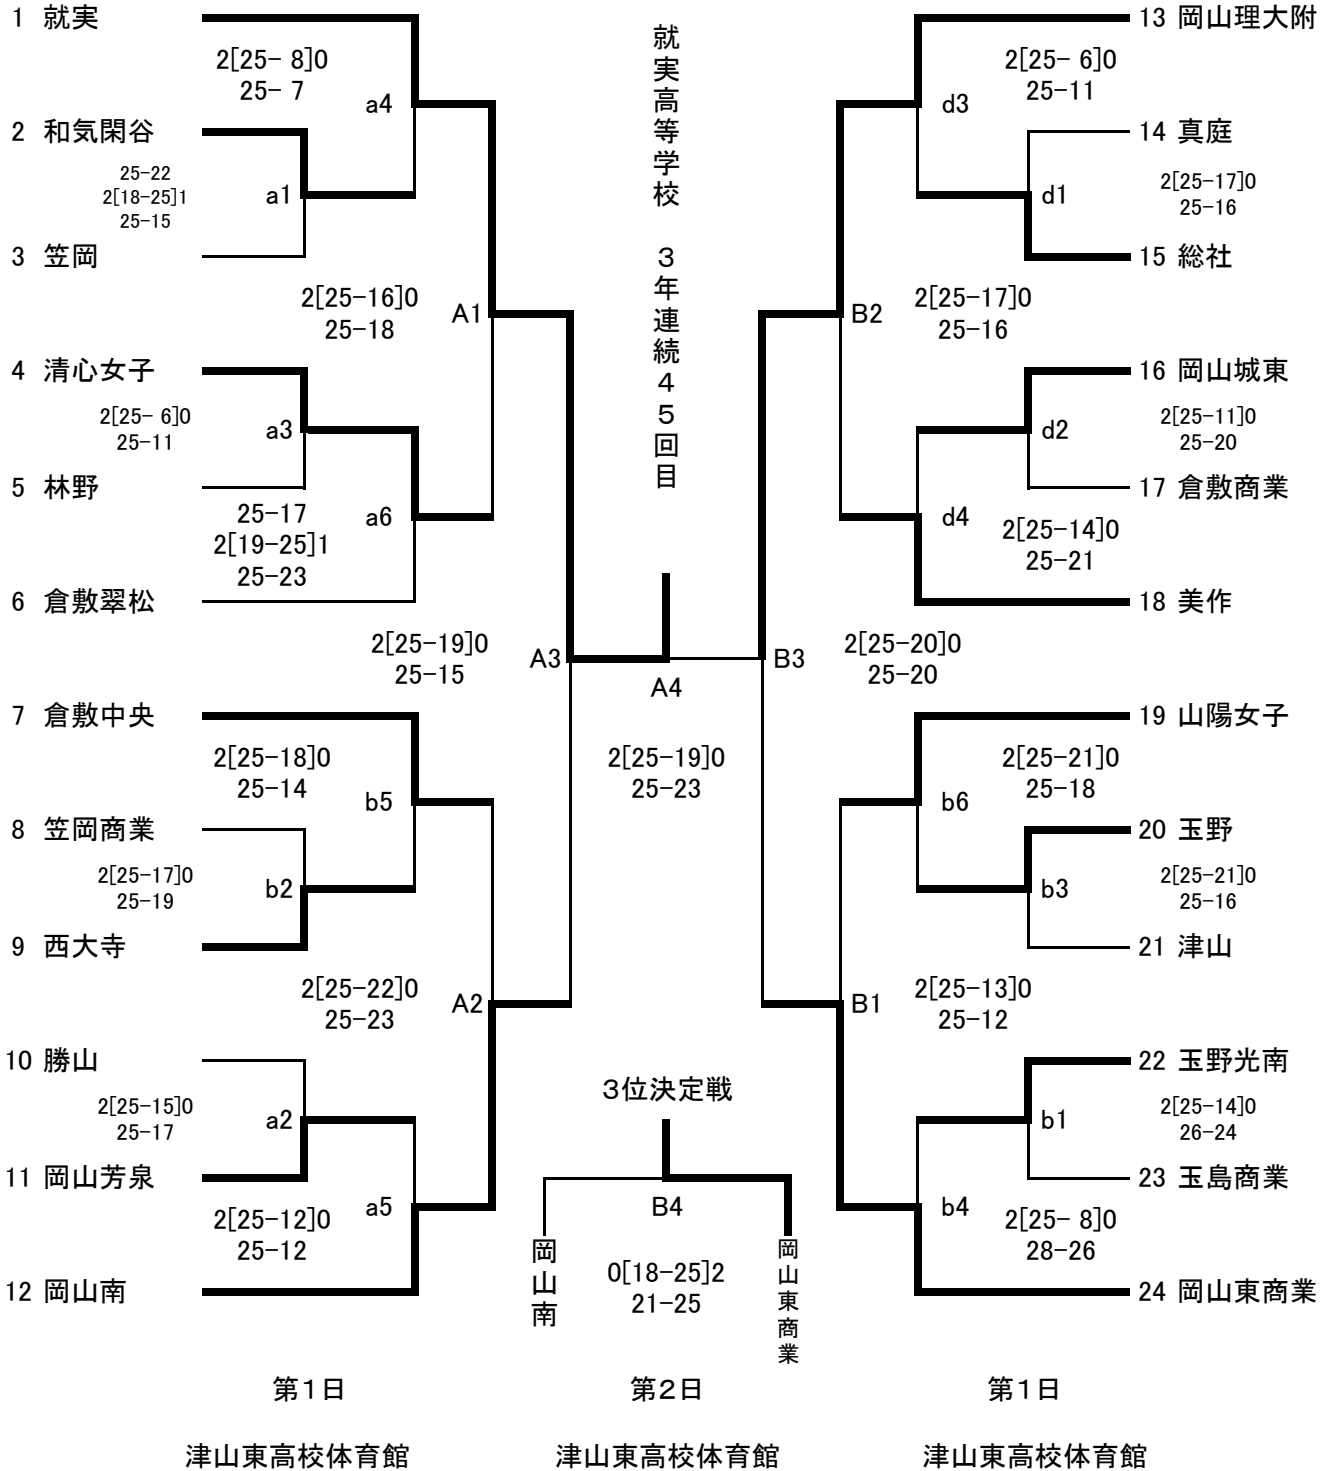 1 就実
2[25- 8]0
25- 7
a4
2 和気閑谷
25-22
2[18-25]1
25-15
a1
3 笠岡
2[25-16]0
25-18
A1
4 清心女子
2[25- 6]0
25-11
a3
5 林野
25-17
2[19-25]1
25-23
a6
6 倉敷翠松
2[25-19]0
25-15
A3
7 倉敷中央
2[25-18]0
25-14
b5
8 笠岡商業
2[25-17]0
25-19
b2
9 西大寺
2[25-22]0
25-23
A2
10 勝山
2[25-15]0
25-17
a2
11 岡山芳泉
2[25-12]0
25-12
a5
12 岡山南
就実高等学校 3年連続45回目
A4
2[25-19]0
25-23
3位決定戦
B4
岡山南
0[18-25]2
21-25
岡山東商業
13 岡山理大附
2[25- 6]0
25-11
d3
14 真庭
2[25-17]0
25-16
d1
15 総社
B2
2[25-17]0
25-16
16 岡山城東
2[25-11]0
25-20
d2
17 倉敷商業
d4
2[25-14]0
25-21
18 美作
B3
2[25-20]0
25-20
19 山陽女子
2[25-21]0
25-18
b6
20 玉野
2[25-21]0
25-16
b3
21 津山
B1
2[25-13]0
25-12
22 玉野光南
2[25-14]0
26-24
b1
23 玉島商業
b4
2[25- 8]0
28-26
24 岡山東商業
第1日
第2日
第1日
津山東高校体育館
津山東高校体育館
津山東高校体育館